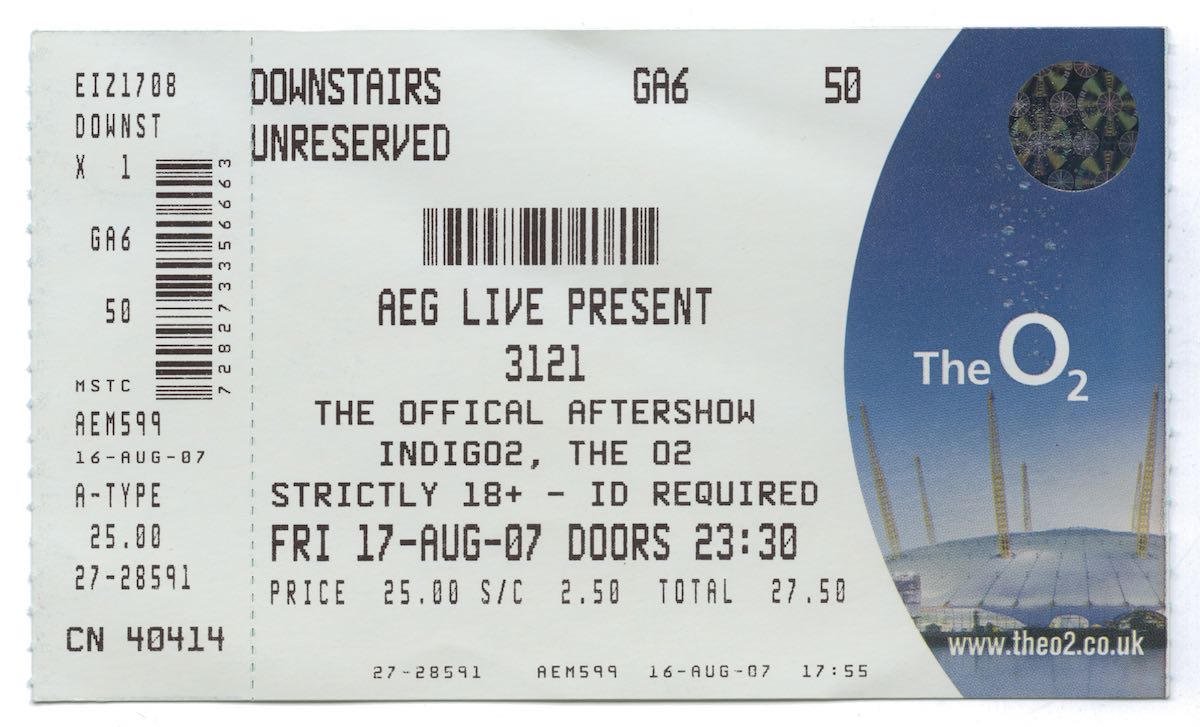 EIZ1708
DOWNST
X 1
GA6
50
MSTC
AEM599
16-AUG-07
A-TYPE
25.00
27-28591
CN 40414
728273356663
DOWNSTAIRS GA6 50
UNRESERVED
AEG LIVE PRESENT
3121
THE OFFICAL AFTERSHOW
INDIGO2, THE O2
STRICTLY 18+ - ID REQUIRED
FRI 17-AUG-07 DOORS 23:30
PRICE 25.00 S/C 2.50 TOTAL 27.50
27-28591 AEM599 16-AUG-07 17:55
The O2
www.theo2.co.uk